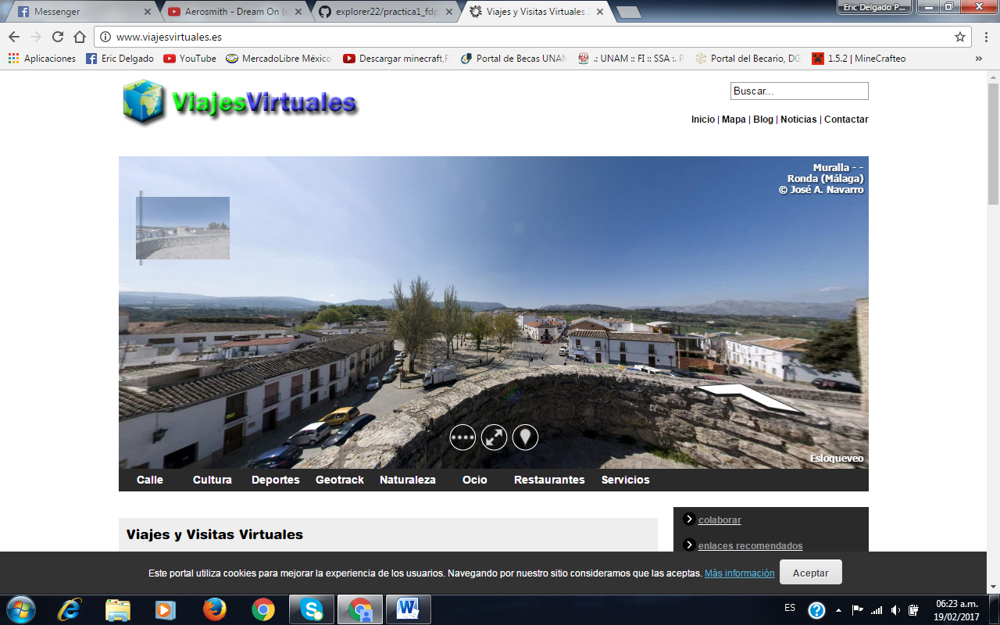 Messenger
Aerosmith - Dream On (v
explorer22/practica1_fdp
Viajes y Visitas Virtuales
Eric Delgado P...
www.viajesvirtuales.es
Aplicaciones
Eric Delgado
YouTube
MercadoLibre México
Descargar minecraft,F
Portal de Becas UNAM
.: UNAM :: FI :: SSA :. P
Portal del Becario, DG
1.5.2 | MineCrafteo
»
ViajesVirtuales
Buscar...
Inicio | Mapa | Blog | Noticias | Contactar
Muralla - -
Ronda (Málaga)
© José A. Navarro
Esloqueveo
Calle Cultura Deportes Geotrack Naturaleza Ocio Restaurantes Servicios
Viajes y Visitas Virtuales
colaborar
enlaces recomendados
Este portal utiliza cookies para mejorar la experiencia de los usuarios. Navegando por nuestro sitio consideramos que las aceptas. Más información
Aceptar
ES
06:23 a.m.
19/02/2017